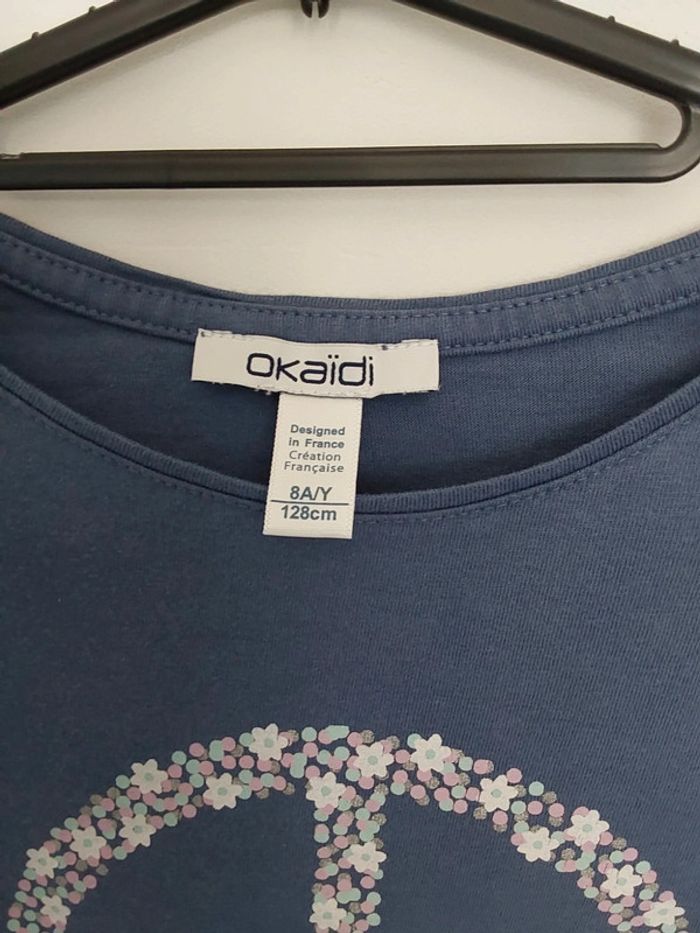 okaïdi
Designed
in France
Création
Française
8A/Y
128cm